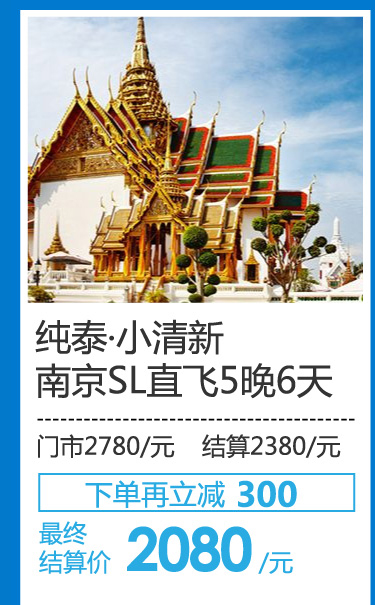 纯泰·小清新
南京SL直飞5晚6天
门市2780/元 结算2380/元
下单再立减 300
最终
结算价 2080/元